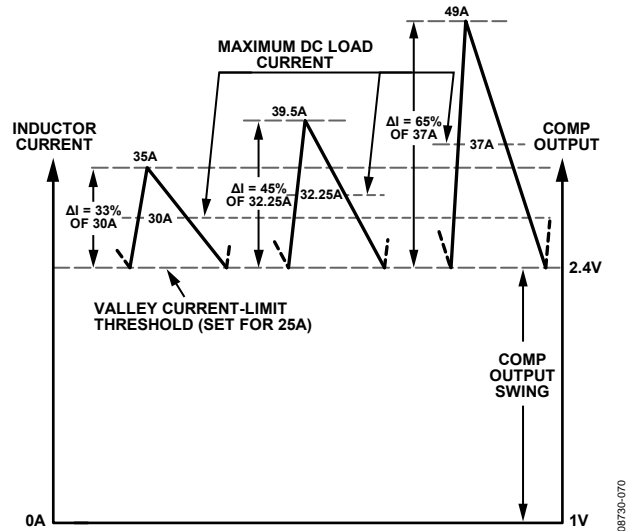 49A
MAXIMUM DC LOAD
CURRENT
39.5A
INDUCTOR
CURRENT
ΔI = 65%
OF 37A
COMP
OUTPUT
35A
37A
ΔI = 33%
OF 30A
ΔI = 45%
OF 32.25A
32.25A
30A
2.4V
VALLEY CURRENT-LIMIT
THRESHOLD (SET FOR 25A)
COMP
OUTPUT
SWING
0A
1V
08730-070